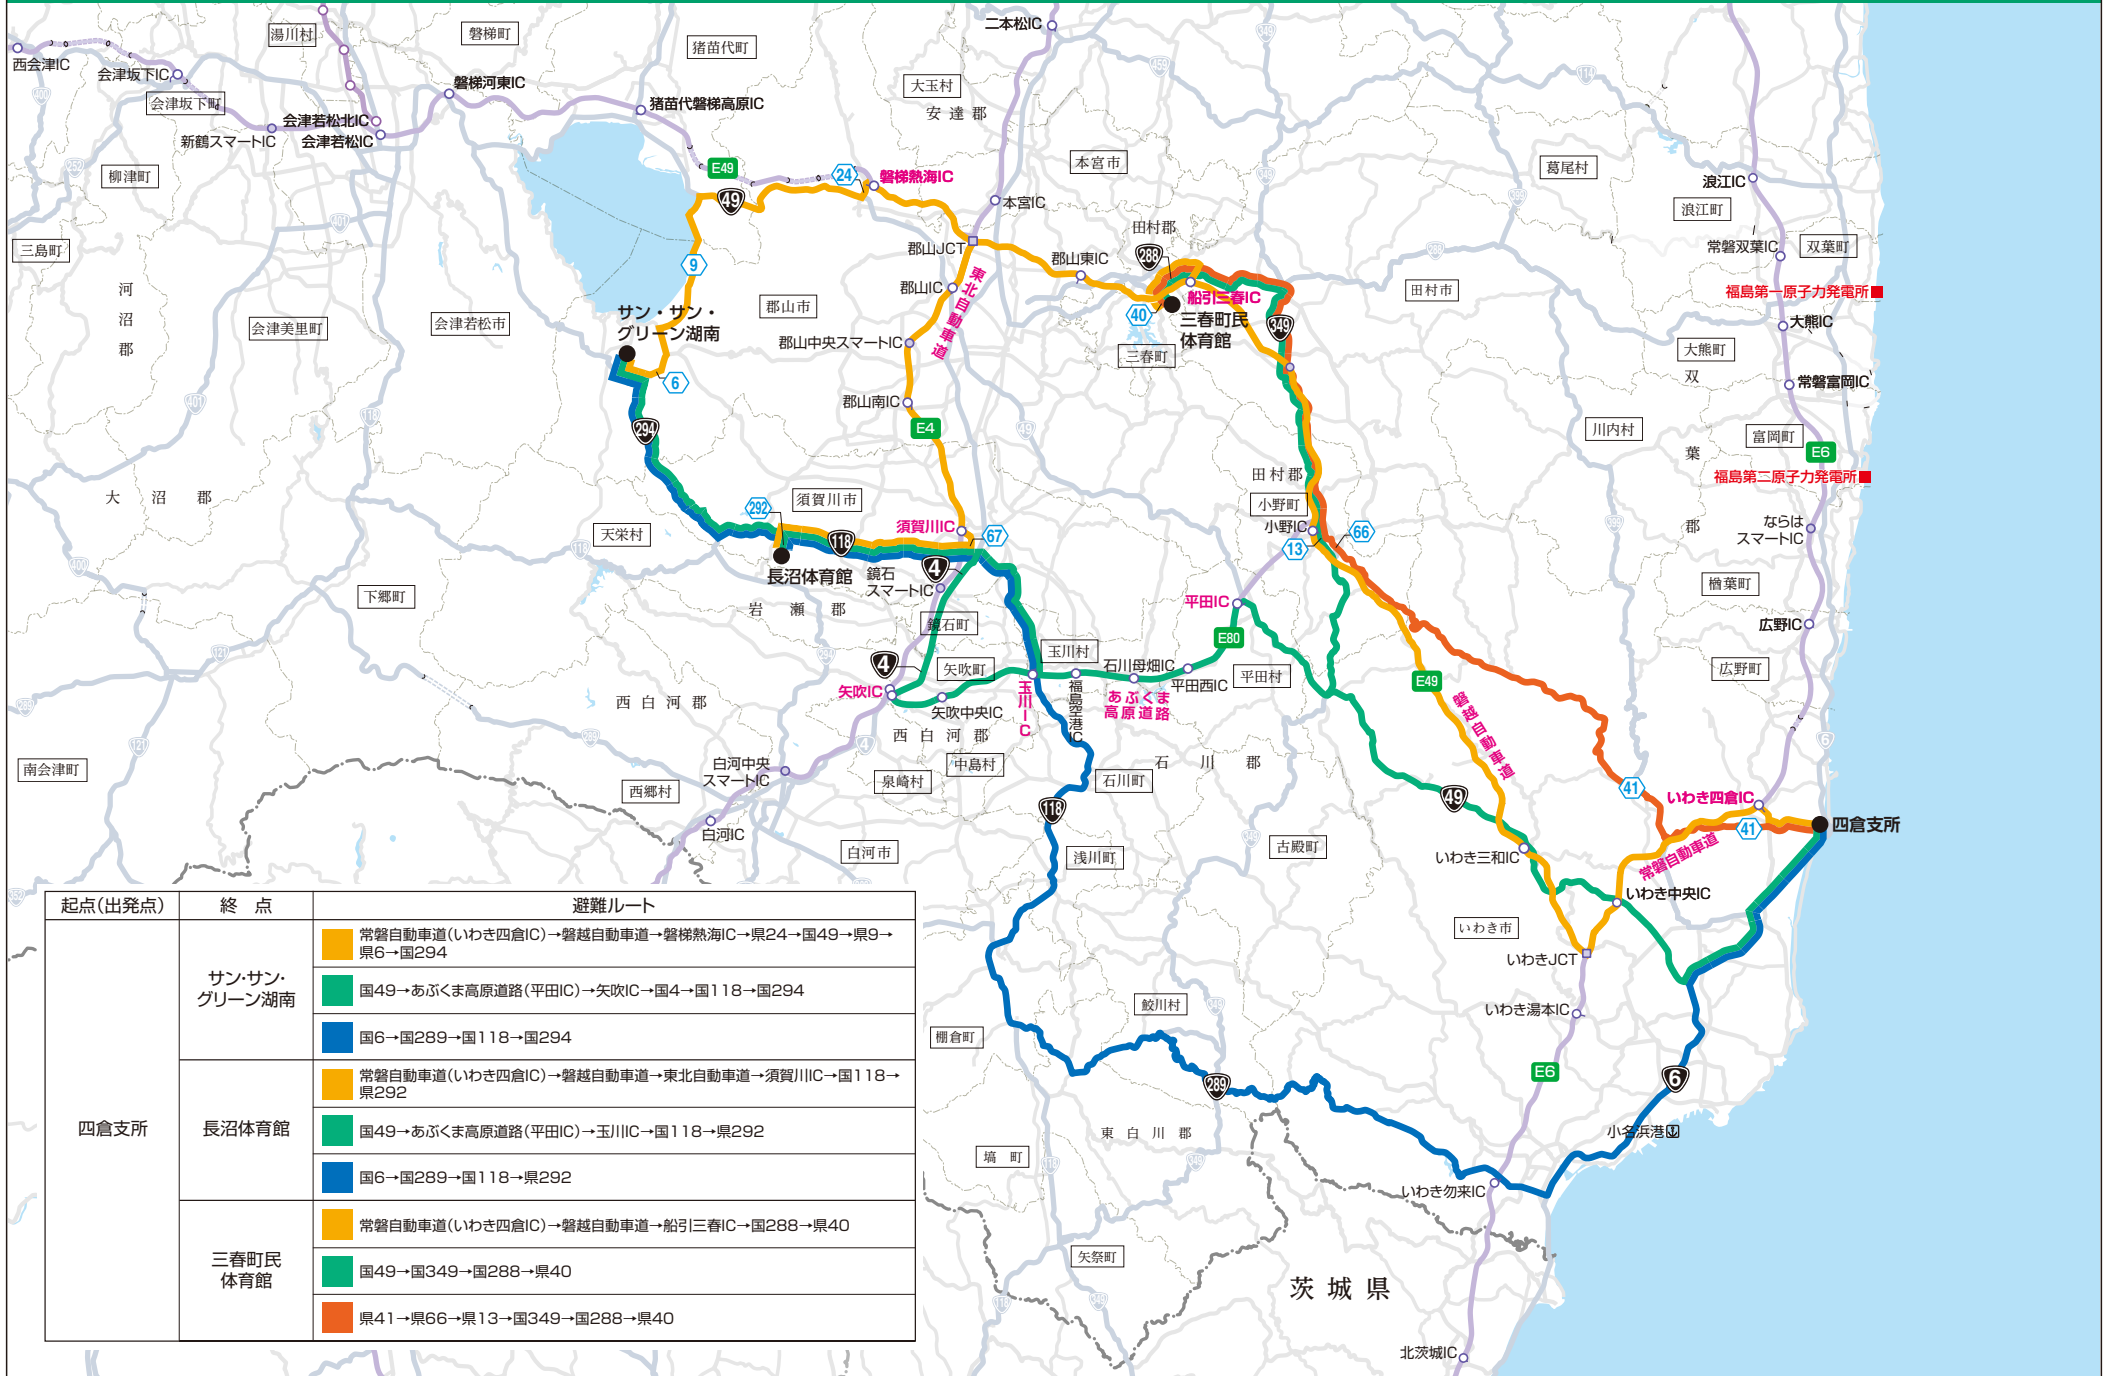 西会津IC
会津坂下IC
湯川村
会津坂下町
新鶴スマートIC
会津若松北IC
会津若松IC
磐梯町
磐梯河東IC
猪苗代町
猪苗代磐梯高原IC
二本松IC
大玉村
安達郡
本宮市
本宮IC
葛尾村
浪江IC
浪江町
常磐双葉IC
双葉町
福島第一原子力発電所
大熊IC
大熊町
双葉郡
常磐富岡IC
富岡町
E6
福島第二原子力発電所
川内村
ならは
スマートIC
楢葉町
広野IC
広野町
柳津町
三島町
河沼郡
会津美里町
会津若松市
大沼郡
E49
49
24
磐梯熱海IC
9
郡山市
郡山JCT
東北自動車道
郡山IC
郡山中央スマートIC
郡山南IC
E4
郡山東IC
田村郡
288
40
船引三春IC
三春町民
体育館
三春町
349
田村市
サン・サン・
グリーン湖南
6
294
292
須賀川市
須賀川IC
67
118
天栄村
長沼体育館
岩瀬郡
鏡石
スマートIC
4
鏡石町
4
矢吹IC
矢吹町
矢吹中央IC
西白河郡
玉川IC
玉川村
福島空港IC
石川母畑IC
あぶくま
高原道路
平田西IC
平田IC
E80
平田村
田村郡
小野町
小野IC
13
66
E49
磐越自動車道
下郷町
南会津町
西白河郡
白河中央
スマートIC
西郷村
白河IC
白河市
泉崎村
中島村
石川町
石川郡
118
浅川町
古殿町
49
41
いわき四倉IC
41
四倉支所
常磐自動車道
いわき三和IC
いわき中央IC
いわき市
いわきJCT
いわき湯本IC
E6
6
小名浜港
いわき勿来IC
鮫川村
棚倉町
289
東白川郡
塙町
矢祭町
茨城県
北茨城IC
起点(出発点)
終点
避難ルート
四倉支所
サン・サン・
グリーン湖南
常磐自動車道(いわき四倉IC)→磐越自動車道→磐梯熱海IC→県24→国49→県9→
県6→国294
国49→あぶくま高原道路(平田IC)→矢吹IC→国4→国118→国294
国6→国289→国118→国294
長沼体育館
常磐自動車道(いわき四倉IC)→磐越自動車道→東北自動車道→須賀川IC→国118→
県292
国49→あぶくま高原道路(平田IC)→玉川IC→国118→県292
国6→国289→国118→県292
三春町民
体育館
常磐自動車道(いわき四倉IC)→磐越自動車道→船引三春IC→国288→県40
国49→国349→国288→県40
県41→県66→県13→国349→国288→県40